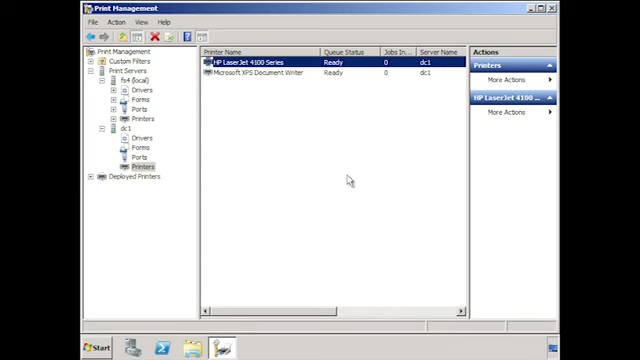 Print Management
File Action View Help
Print Management
Custom Filters
Print Servers
fs4 (local)
Drivers
Forms
Ports
Printers
dc1
Drivers
Forms
Ports
Printers
Deployed Printers
Printer Name Queue Status Jobs In... Server Name
HP LaserJet 4100 Series Ready 0 dc1
Microsoft XPS Document Writer Ready 0 dc1
Actions
Printers
More Actions
HP LaserJet 4100 ...
More Actions
Start